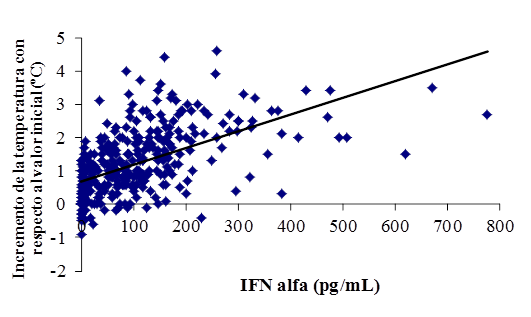 Incremento de la temperatura con
respecto al valor inicial (ºC)
5
4
3
2
1
0
-1
-2
0 100 200 300 400 500 600 700 800
IFN alfa (pg/mL)